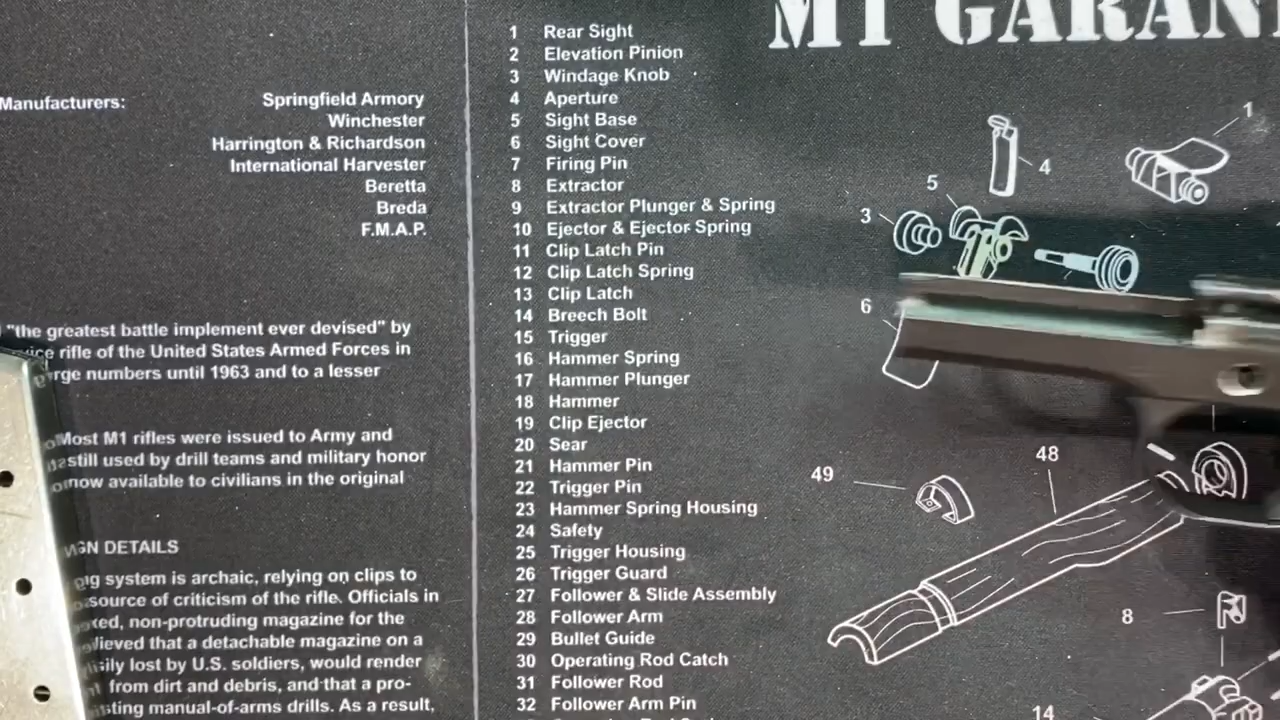 M1 GARAN
Manufacturers:
Springfield Armory
Winchester
Harrington & Richardson
International Harvester
Beretta
Breda
F.M.A.P.
"the greatest battle implement ever devised" by
rifle of the United States Armed Forces in
numbers until 1963 and to a lesser
Most M1 rifles were issued to Army and
still used by drill teams and military honor
now available to civilians in the original
DETAILS
system is archaic, relying on clips to
source of criticism of the rifle. Officials in
non-protruding magazine for the
that a detachable magazine on a
lost by U.S. soldiers, would render
from dirt and debris, and that a pro-
manual-of-arms drills. As a result,
1 Rear Sight
2 Elevation Pinion
3 Windage Knob
4 Aperture
5 Sight Base
6 Sight Cover
7 Firing Pin
8 Extractor
9 Extractor Plunger & Spring
10 Ejector & Ejector Spring
11 Clip Latch Pin
12 Clip Latch Spring
13 Clip Latch
14 Breech Bolt
15 Trigger
16 Hammer Spring
17 Hammer Plunger
18 Hammer
19 Clip Ejector
20 Sear
21 Hammer Pin
22 Trigger Pin
23 Hammer Spring Housing
24 Safety
25 Trigger Housing
26 Trigger Guard
27 Follower & Slide Assembly
28 Follower Arm
29 Bullet Guide
30 Operating Rod Catch
31 Follower Rod
32 Follower Arm Pin
1
4
5
3
6
48
49
8
14